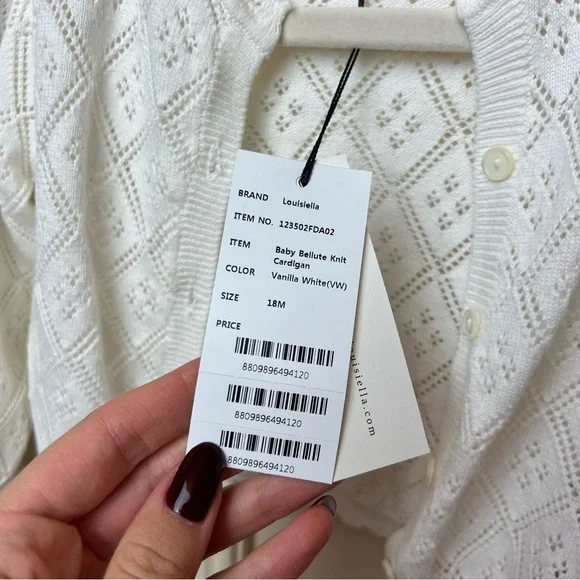 BRAND Louisiella
ITEM NO. 123502FDA02
ITEM Baby Bellute Knit
Cardigan
COLOR Vanilla White(VW)
SIZE 18M
PRICE
8809896494120
8809896494120
8809896494120
ouisiella.com